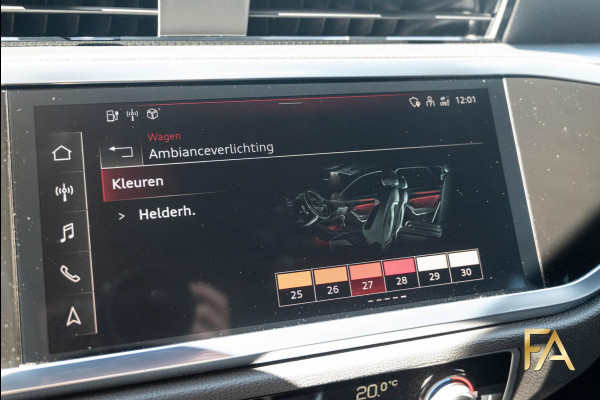 12:01
Wagen
Ambianceverlichting
Kleuren
> Helderh.
25 26 27 28 29 30
FA
20.0°C